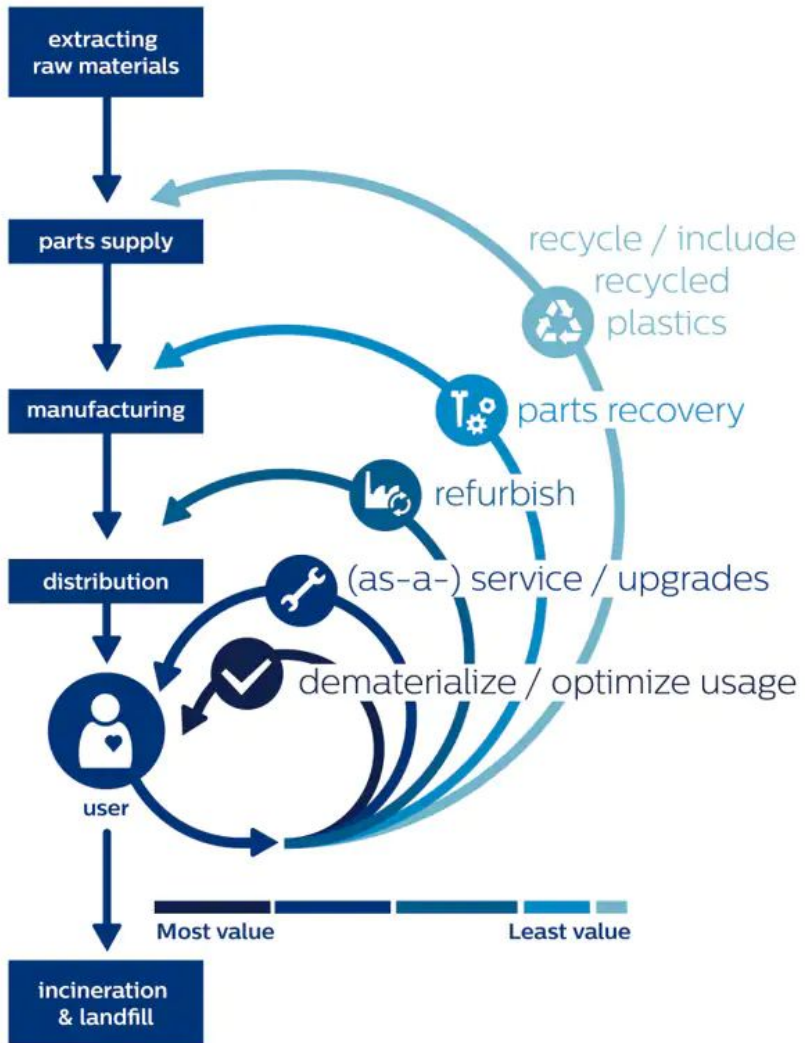 extracting
raw materials
parts supply
recycle / include
recycled
plastics
manufacturing
parts recovery
refurbish
distribution
(as-a-) service / upgrades
dematerialize / optimize usage
user
Most value
Least value
incineration
& landfill